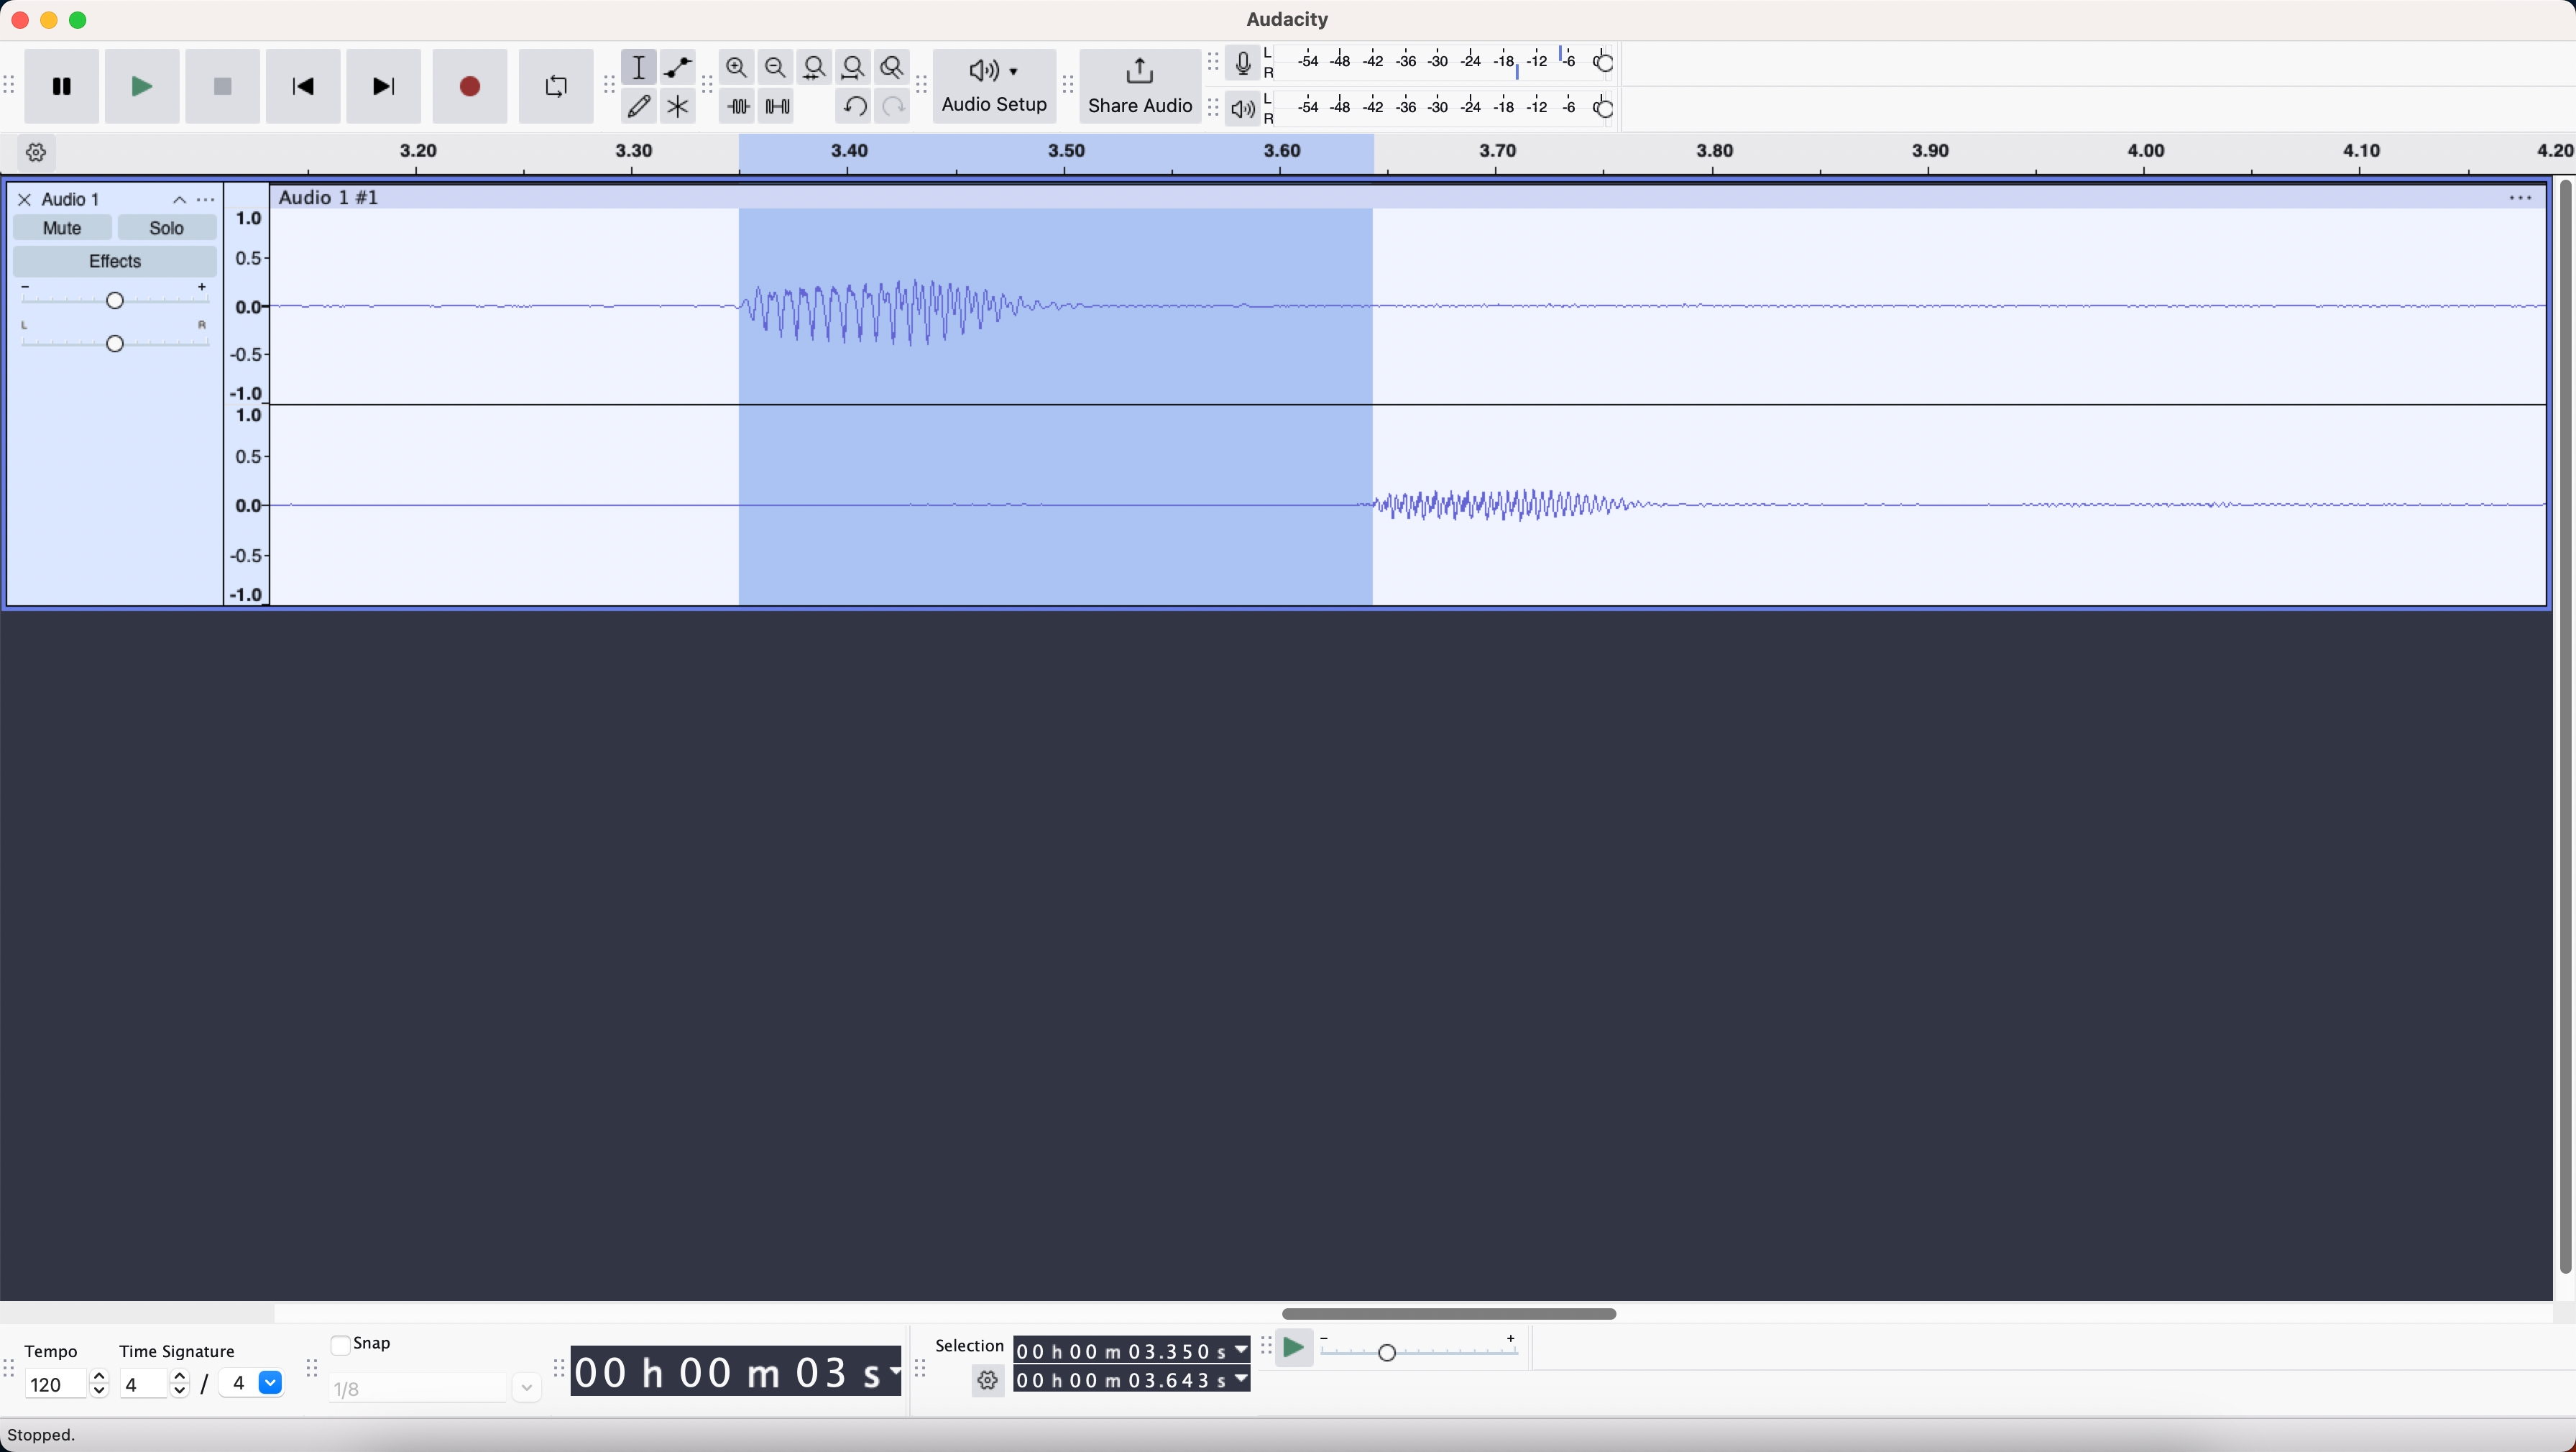 Audacity
Audio Setup
Share Audio
L
R
-54 -48 -42 -36 -30 -24 -18 -12 -6 0
L
R
-54 -48 -42 -36 -30 -24 -18 -12 -6 0
3.20 3.30 3.40 3.50 3.60 3.70 3.80 3.90 4.00 4.10 4.20
Audio 1
Mute Solo
Effects
- +
L R
1.0
0.5
0.0
-0.5
-1.0
1.0
0.5
0.0
-0.5
-1.0
Audio 1 #1
Tempo
120
Time Signature
4 / 4
Snap
1/8
00 h 00 m 03 s
Selection
00 h 00 m 03.350 s
00 h 00 m 03.643 s
- +
Stopped.